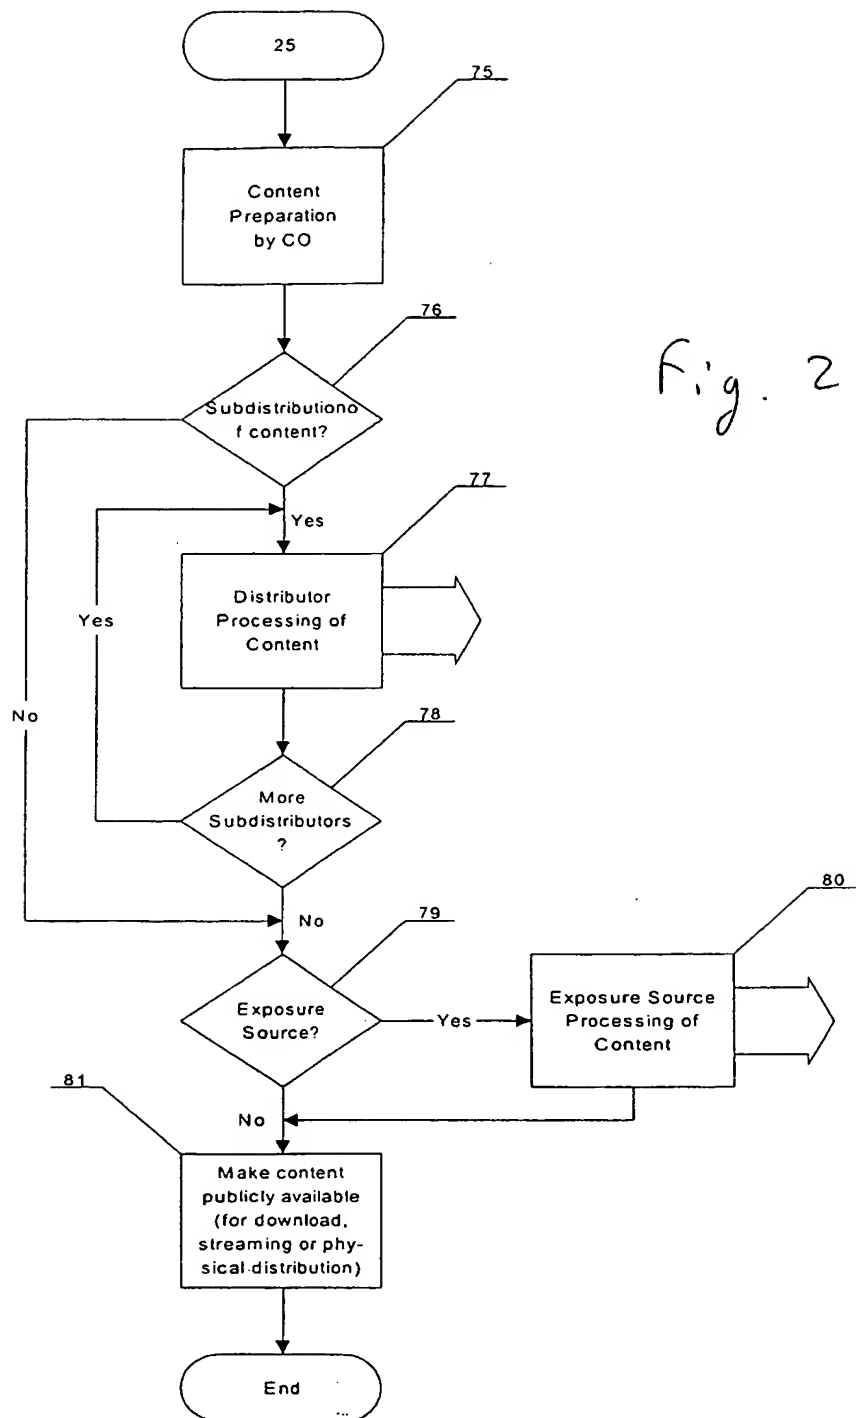 25
75
Content
Preparation
by CO
76
Subdistributiono
f content?
Fig. 2
77
Yes
Distributor
Processing of
Content
Yes
No
78
More
Subdistributors
?
80
No
79
Exposure
Source?
Yes
Exposure Source
Processing of
Content
81
No
Make content
publicly available
(for download,
streaming or phy-
sical distribution)
End